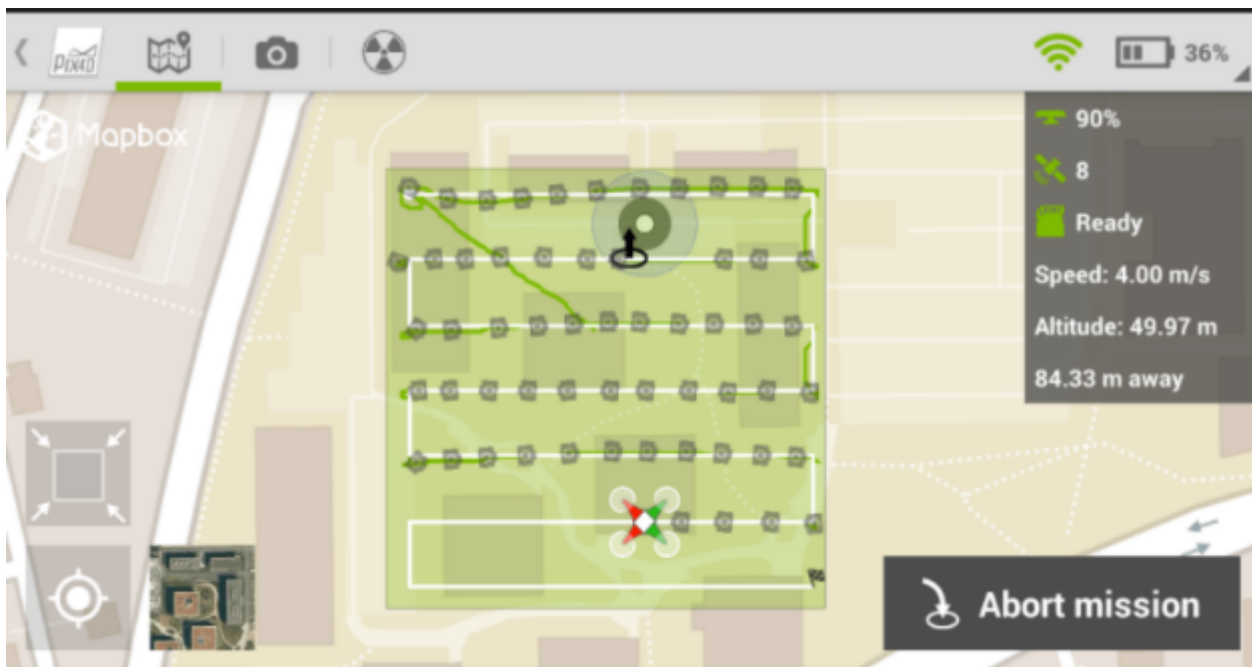 PIX4D
36%
Mapbox
90%
8
Ready
Speed: 4.00 m/s
Altitude: 49.97 m
84.33 m away
Abort mission